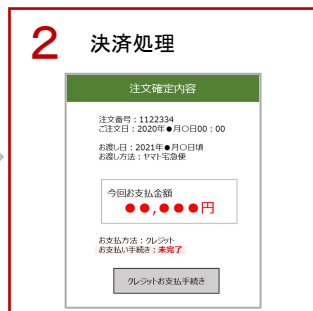 2 決済処理
注文確定内容
注文番号：1122334
ご注文日：2020年●月〇日00：00
お渡し日：2021年●月〇日頃
お渡し方法：ヤマト宅急便
今回お支払金額
●●,●●●円
お支払方法：クレジット
お支払い手続き：未完了
クレジットお支払手続き